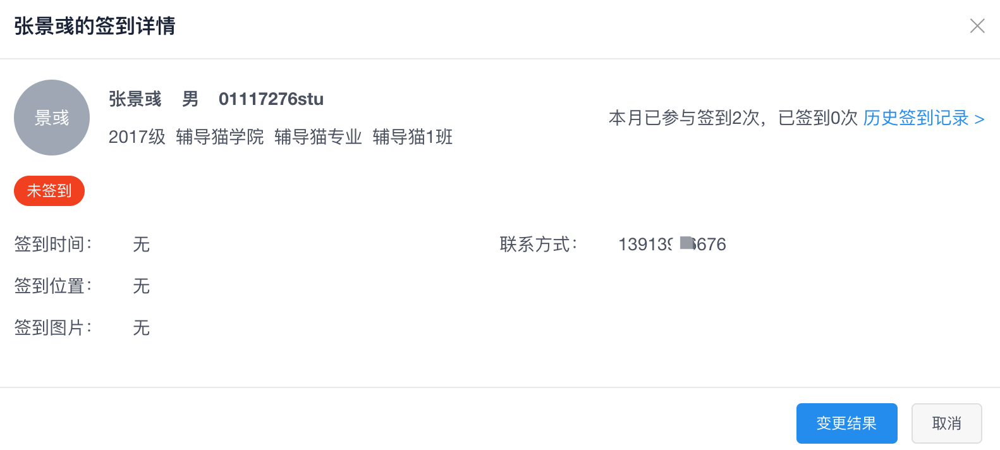 张景彧的签到详情
景彧
张景彧 男 01117276stu
2017级 辅导猫学院 辅导猫专业 辅导猫1班
本月已参与签到2次，已签到0次 历史签到记录 >
未签到
签到时间： 无
联系方式： 13913 6676
签到位置： 无
签到图片： 无
变更结果
取消